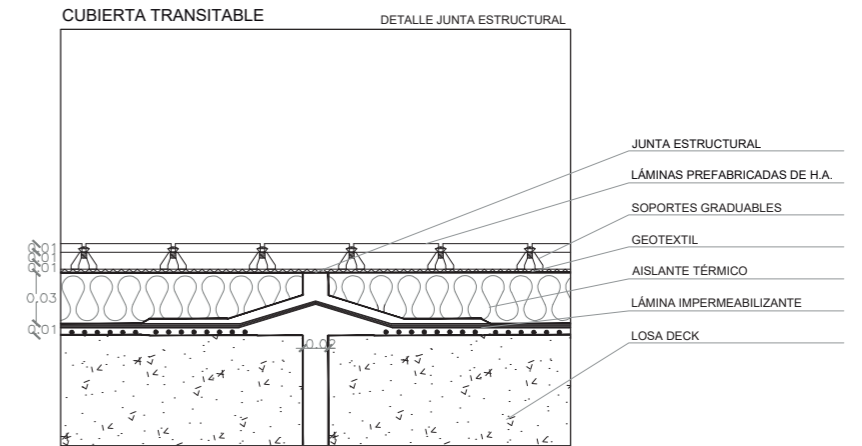 CUBIERTA TRANSITABLE
DETALLE JUNTA ESTRUCTURAL
JUNTA ESTRUCTURAL
LÁMINAS PREFABRICADAS DE H.A.
SOPORTES GRADUABLES
GEOTEXTIL
AISLANTE TÉRMICO
LÁMINA IMPERMEABILIZANTE
LOSA DECK
0.01
0.01
0.01
0.03
0.01
0.02